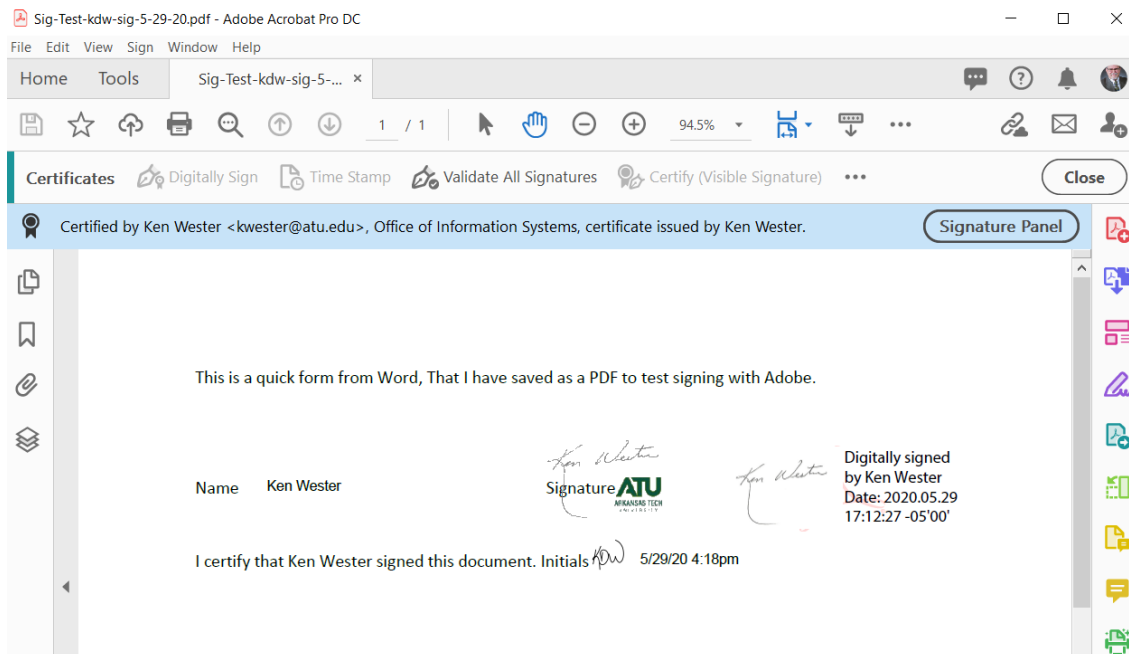 Sig-Test-kdw-sig-5-29-20.pdf - Adobe Acrobat Pro DC
File Edit View Sign Window Help
Home Tools Sig-Test-kdw-sig-5-... ×
1 / 1 94.5%
Certificates Digitally Sign Time Stamp Validate All Signatures Certify (Visible Signature) Close
Certified by Ken Wester <kwester@atu.edu>, Office of Information Systems, certificate issued by Ken Wester.
Signature Panel
This is a quick form from Word, That I have saved as a PDF to test signing with Adobe.
Ken Wester
Name Ken Wester Signature ATU
ARKANSAS TECH
UNIVERSITY
Ken Wester
Digitally signed
by Ken Wester
Date: 2020.05.29
17:12:27 -05'00'
I certify that Ken Wester signed this document. Initials KDW 5/29/20 4:18pm